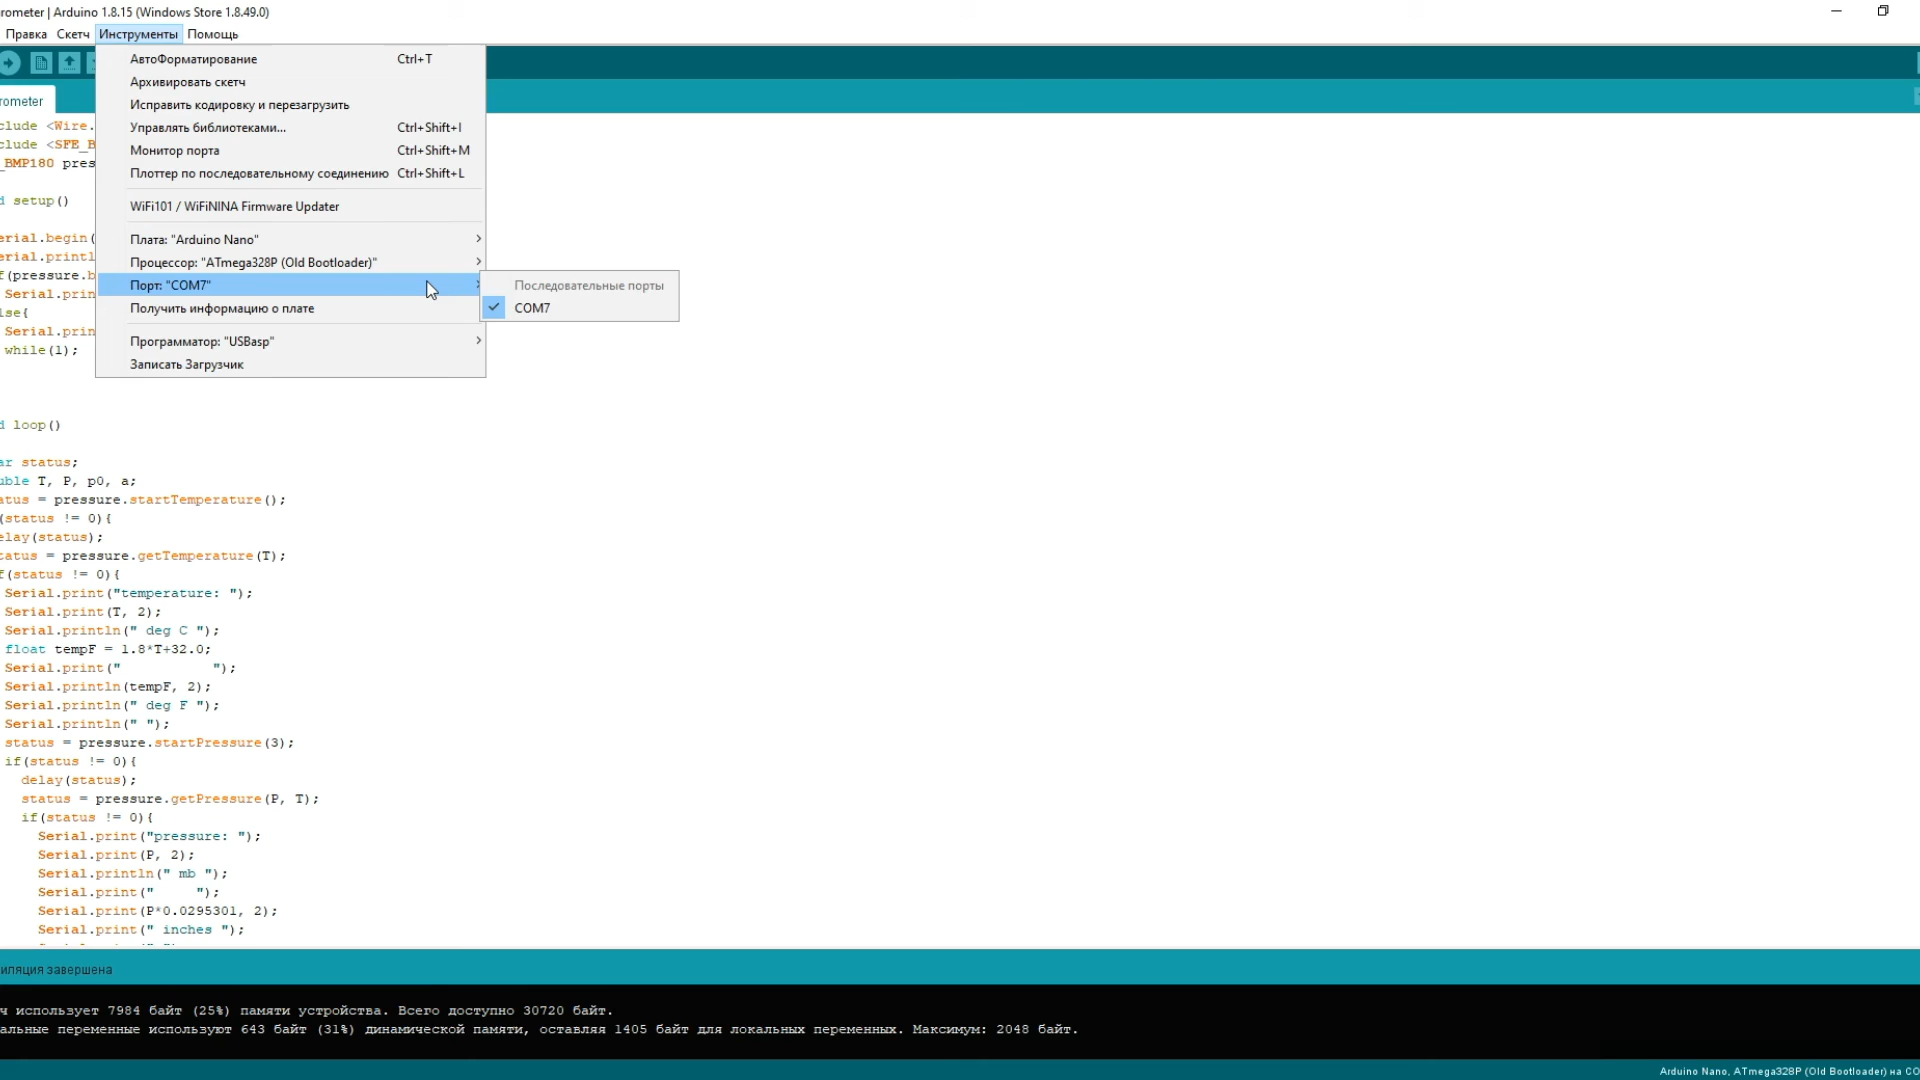 rometer | Arduino 1.8.15 (Windows Store 1.8.49.0)
Правка Скетч Инструменты Помощь
АвтоФорматирование Ctrl+T
Архивировать скетч
Исправить кодировку и перезагрузить
Управлять библиотеками... Ctrl+Shift+I
Монитор порта Ctrl+Shift+M
Плоттер по последовательному соединению Ctrl+Shift+L
WiFi101 / WiFiNINA Firmware Updater
Плата: "Arduino Nano"
Процессор: "ATmega328P (Old Bootloader)"
Порт: "COM7"
Получить информацию о плате
Программатор: "USBasp"
Записать Загрузчик
Последовательные порты
COM7
rometer
clude <Wire.
clude <SFE_B
_BMP180 pres
d setup()
erial.begin(
erial.printl
f(pressure.b
Serial.prin
lse{
Serial.prin
while(1);
d loop()
ar status;
uble T, P, p0, a;
atus = pressure.startTemperature();
(status != 0){
elay(status);
tatus = pressure.getTemperature(T);
f(status != 0){
Serial.print("temperature: ");
Serial.print(T, 2);
Serial.println(" deg C ");
float tempF = 1.8*T+32.0;
Serial.print("           ");
Serial.println(tempF, 2);
Serial.println(" deg F ");
Serial.println(" ");
status = pressure.startPressure(3);
if(status != 0){
delay(status);
status = pressure.getPressure(P, T);
if(status != 0){
Serial.print("pressure: ");
Serial.print(P, 2);
Serial.println(" mb ");
Serial.print("     ");
Serial.print(P*0.0295301, 2);
Serial.print(" inches ");
иляция завершена
ч использует 7984 байт (25%) памяти устройства. Всего доступно 30720 байт.
альные переменные используют 643 байт (31%) динамической памяти, оставляя 1405 байт для локальных переменных. Максимум: 2048 байт.
Arduino Nano, ATmega328P (Old Bootloader) на CO